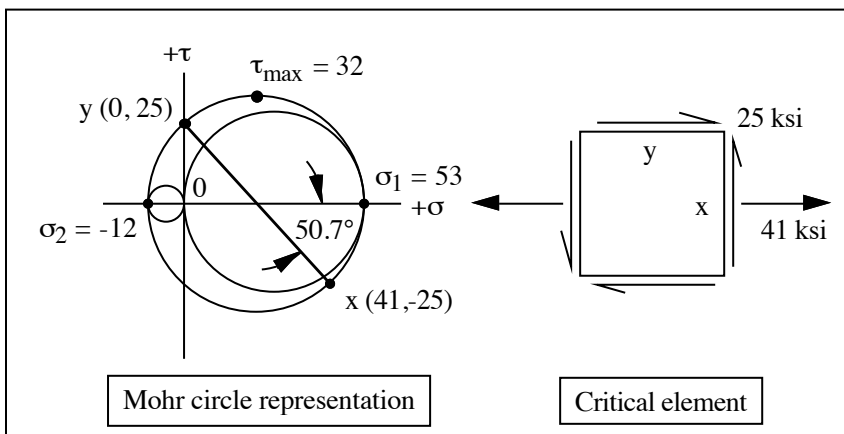 +τ
τmax = 32
y (0, 25)
0
σ1 = 53
+σ
σ2 = -12
50.7°
x (41,-25)
Mohr circle representation
25 ksi
y
x
41 ksi
Critical element